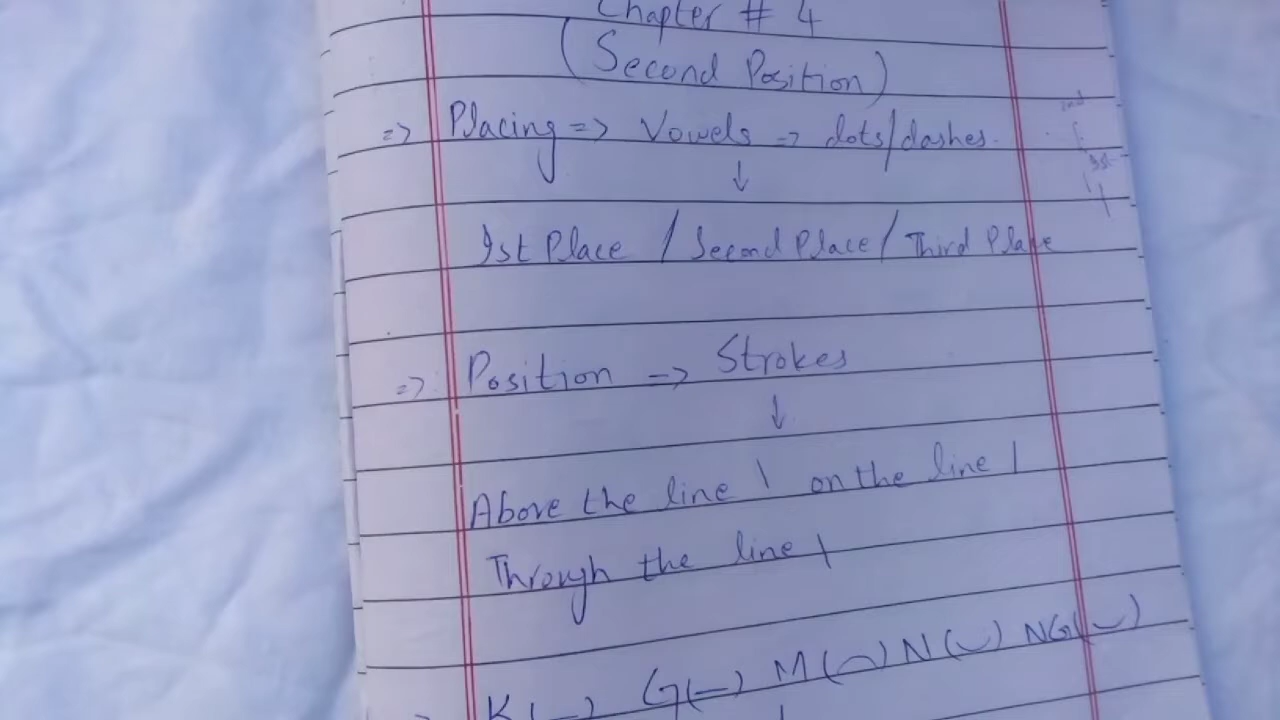 Chapter # 4
(Second Position)
=> Placing => Vowels -> dots/dashes.
↓
1st Place / Second Place / Third Place
=> Position -> Strokes
↓
Above the line \ on the line |
Through the line |
K (—) G (—) M (⌒) N (⌣) NG (⌣)